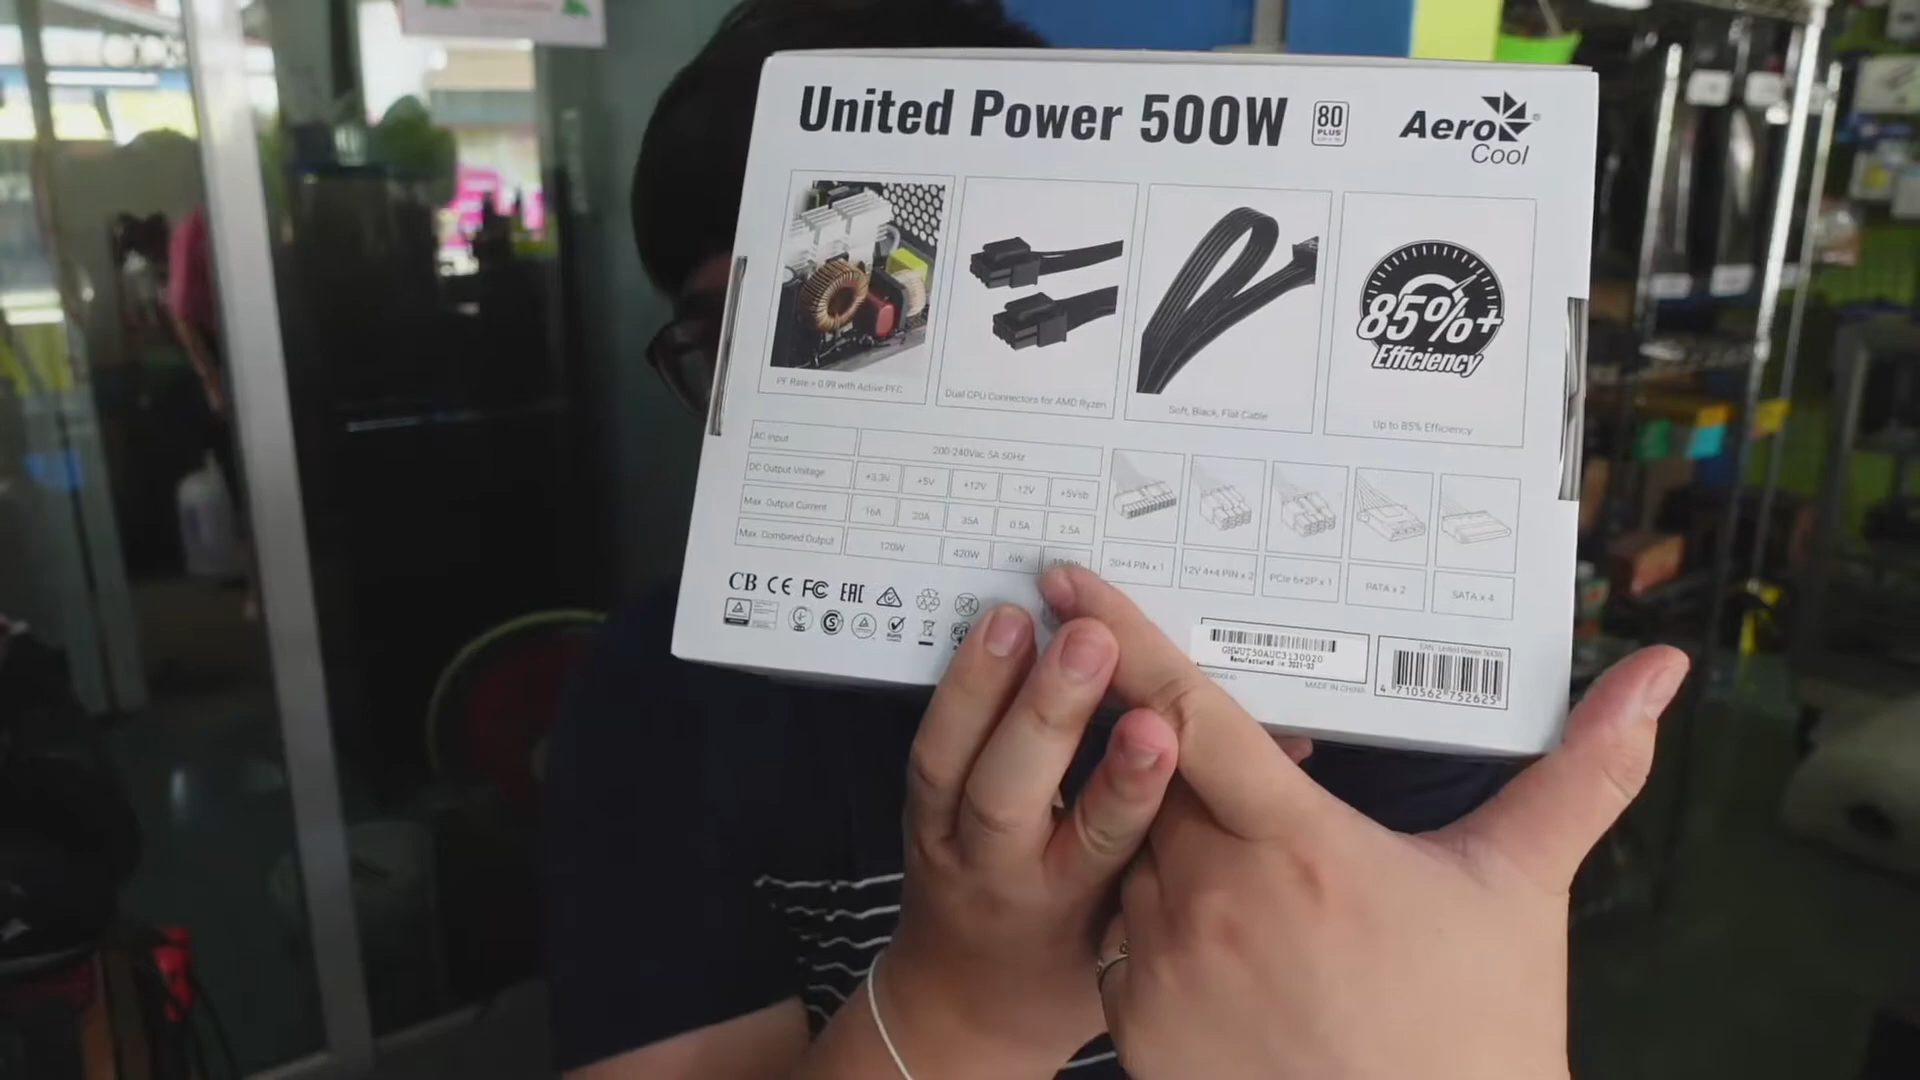 United Power 500W
80
PLUS
Aero
Cool
PF Rate > 0.99 with Active PFC
Dual CPU Connectors for AMD Ryzen
Soft, Black, Flat Cable
85%+
Efficiency
Up to 85% Efficiency
AC Input
200-240Vac, 5A 50Hz
DC Output Voltage
+3.3V +5V +12V -12V +5Vsb
Max. Output Current
16A 20A 35A 0.5A 2.5A
Max. Combined Output
120W 420W 6W
20+4 PIN x 1
12V 4+4 PIN x 2
PCIe 6+2P x 1
PATA x 2
SATA x 4
CB CE FC EAC
GHWUT50AUC3130020
Manufactured in 2021-03
MADE IN CHINA
EAN : United Power 500W
4 710562 752625